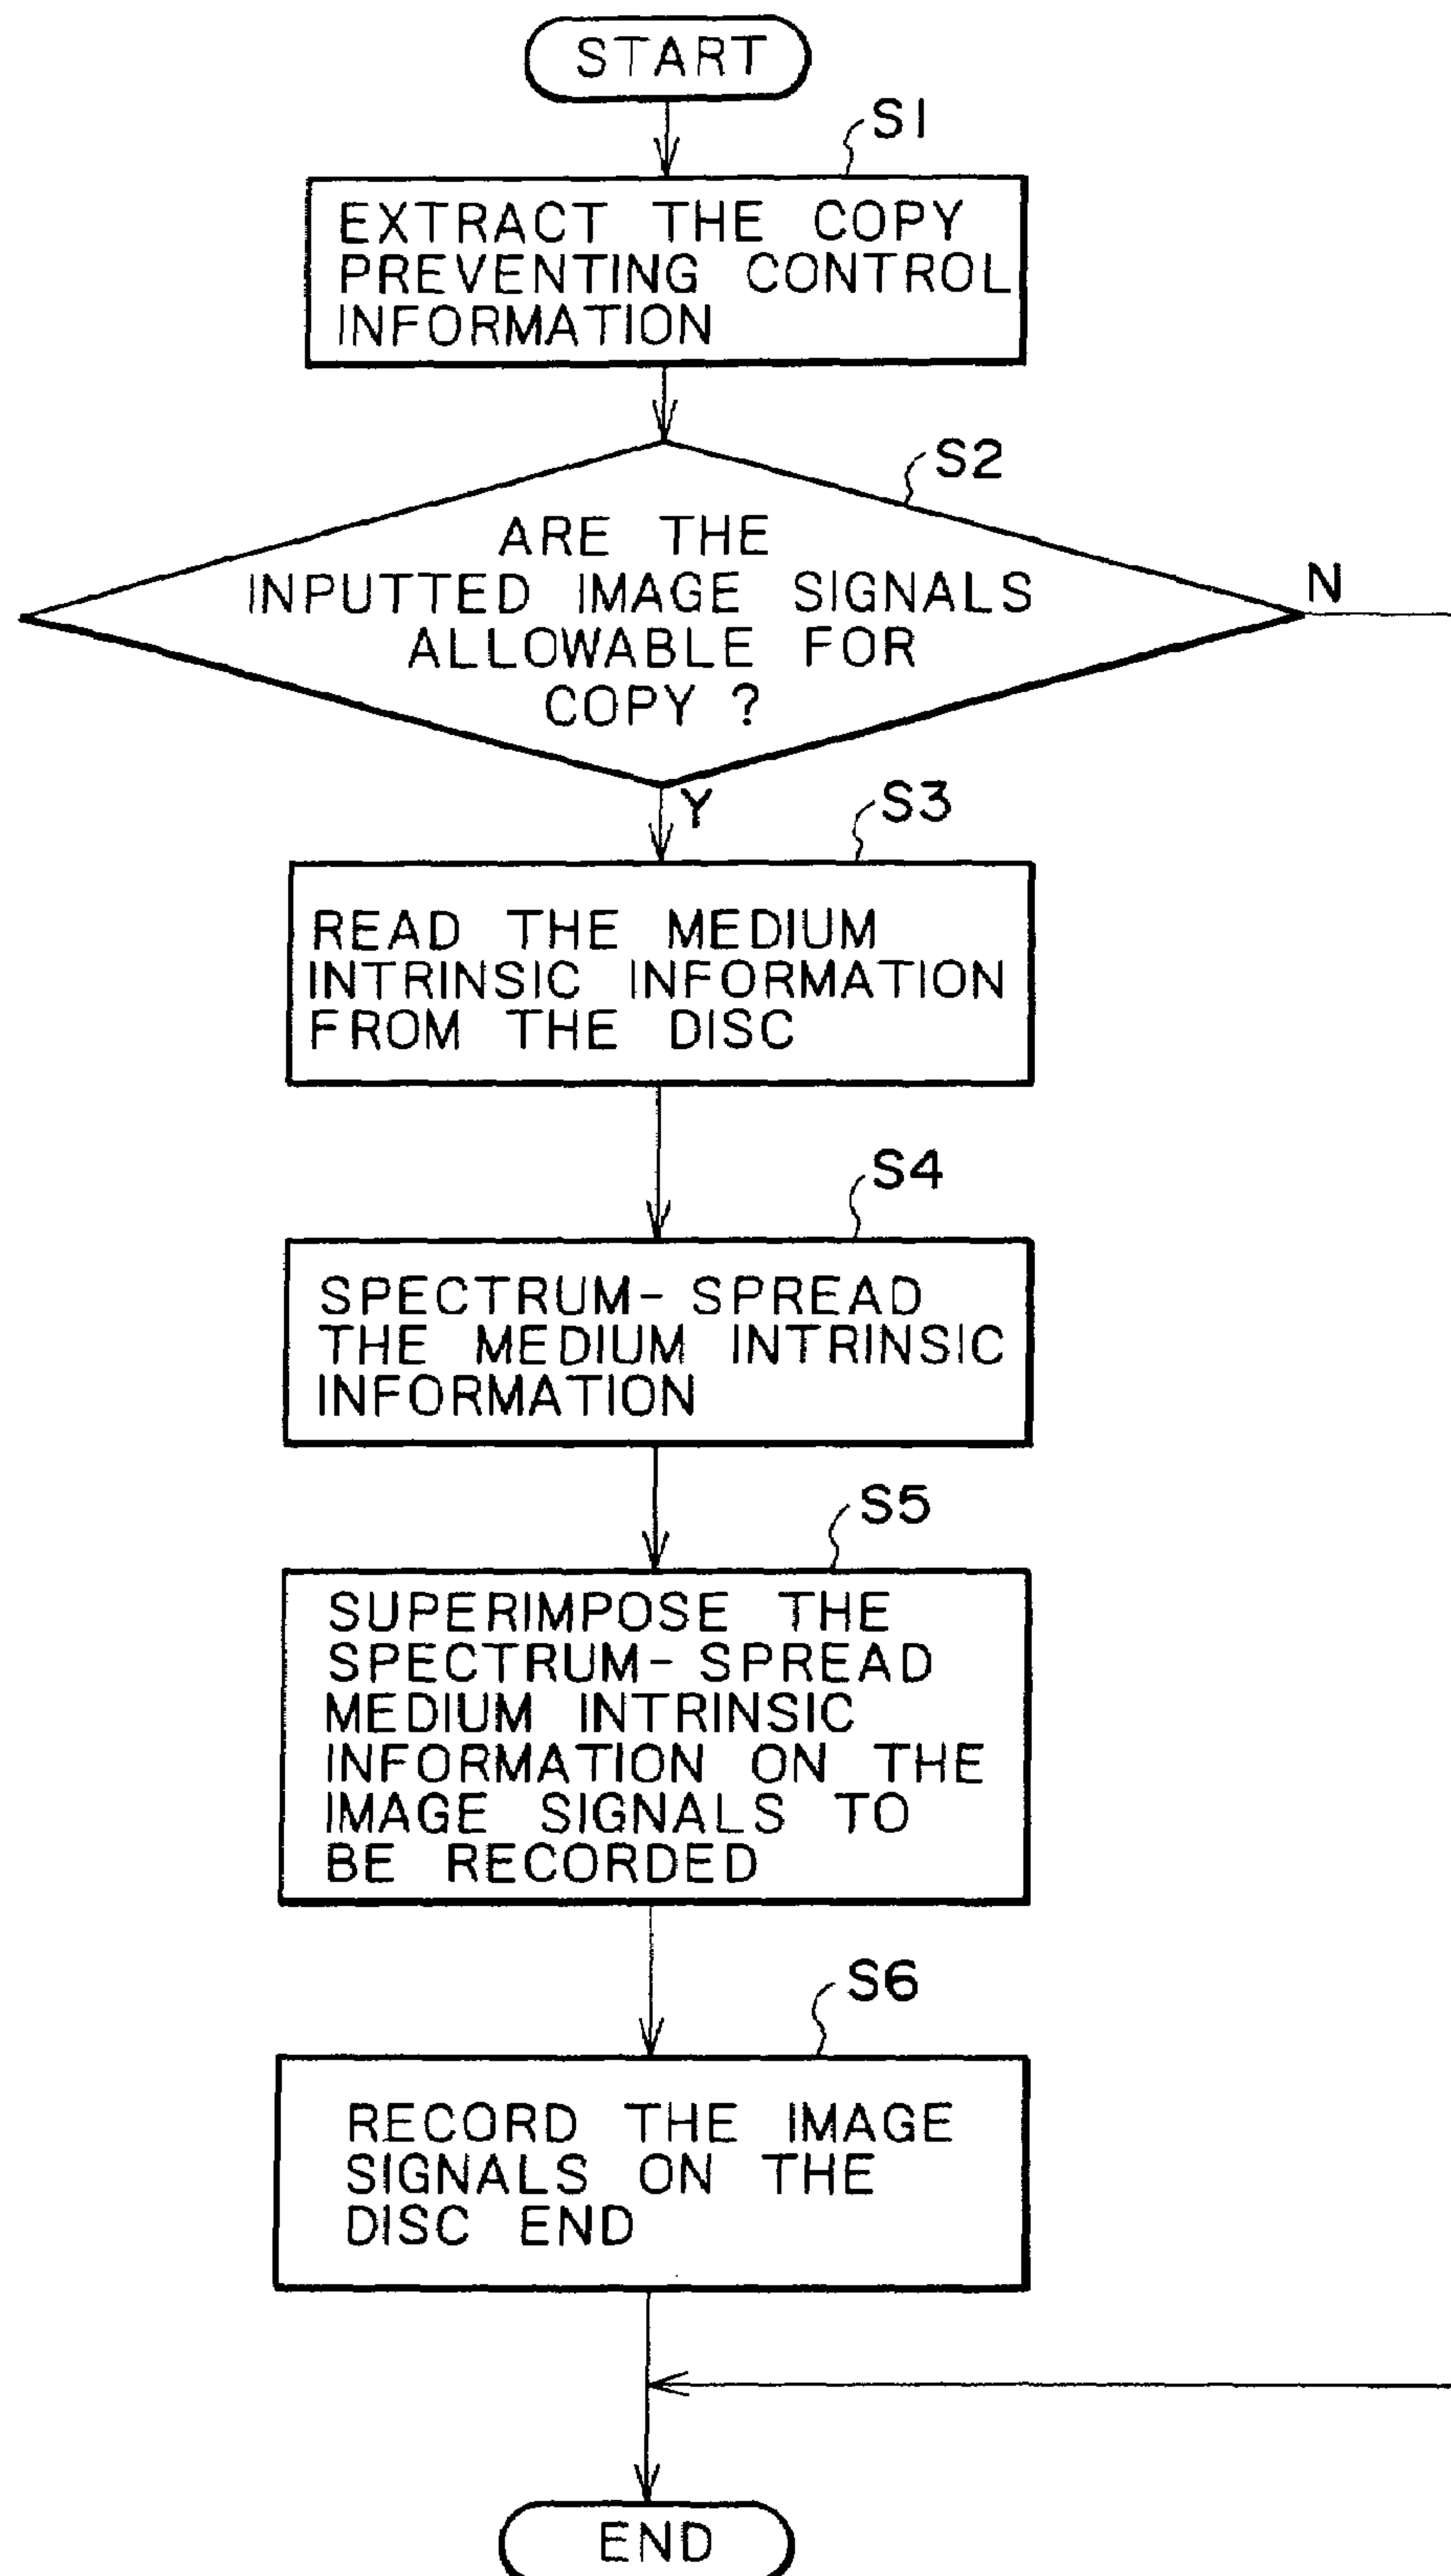 START
S1
EXTRACT THE COPY
PREVENTING CONTROL
INFORMATION
S2
ARE THE
INPUTTED IMAGE SIGNALS
ALLOWABLE FOR
COPY ?
N
Y
S3
READ THE MEDIUM
INTRINSIC INFORMATION
FROM THE DISC
S4
SPECTRUM- SPREAD
THE MEDIUM INTRINSIC
INFORMATION
S5
SUPERIMPOSE THE
SPECTRUM- SPREAD
MEDIUM INTRINSIC
INFORMATION ON THE
IMAGE SIGNALS TO
BE RECORDED
S6
RECORD THE IMAGE
SIGNALS ON THE
DISC END
END